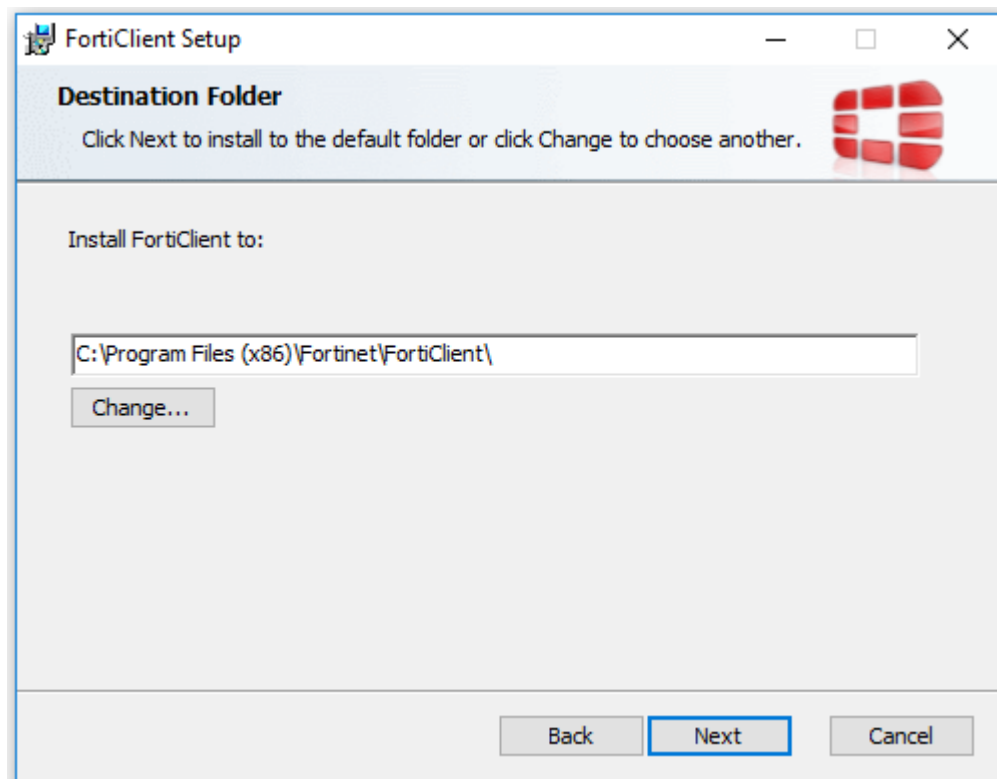 FortiClient Setup
Destination Folder
Click Next to install to the default folder or click Change to choose another.
Install FortiClient to:
C:\Program Files (x86)\Fortinet\FortiClient\
Change...
Back Next Cancel